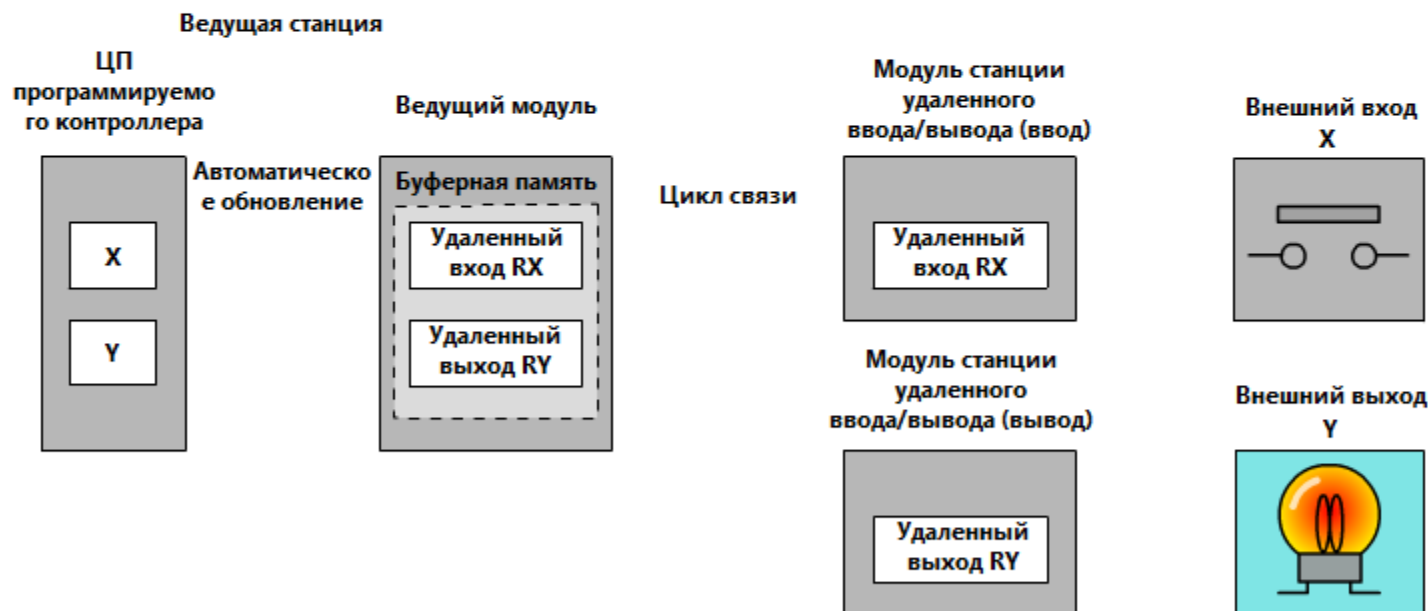 Ведущая станция
ЦП
программируемо
го контроллера
Ведущий модуль
Модуль станции
удаленного
ввода/вывода (ввод)
Внешний вход
X
Автоматическо
е обновление
Буферная память
Цикл связи
X
Удаленный
вход RX
Удаленный
вход RX
Y
Удаленный
выход RY
Модуль станции
удаленного
ввода/вывода (вывод)
Внешний выход
Y
Удаленный
выход RY